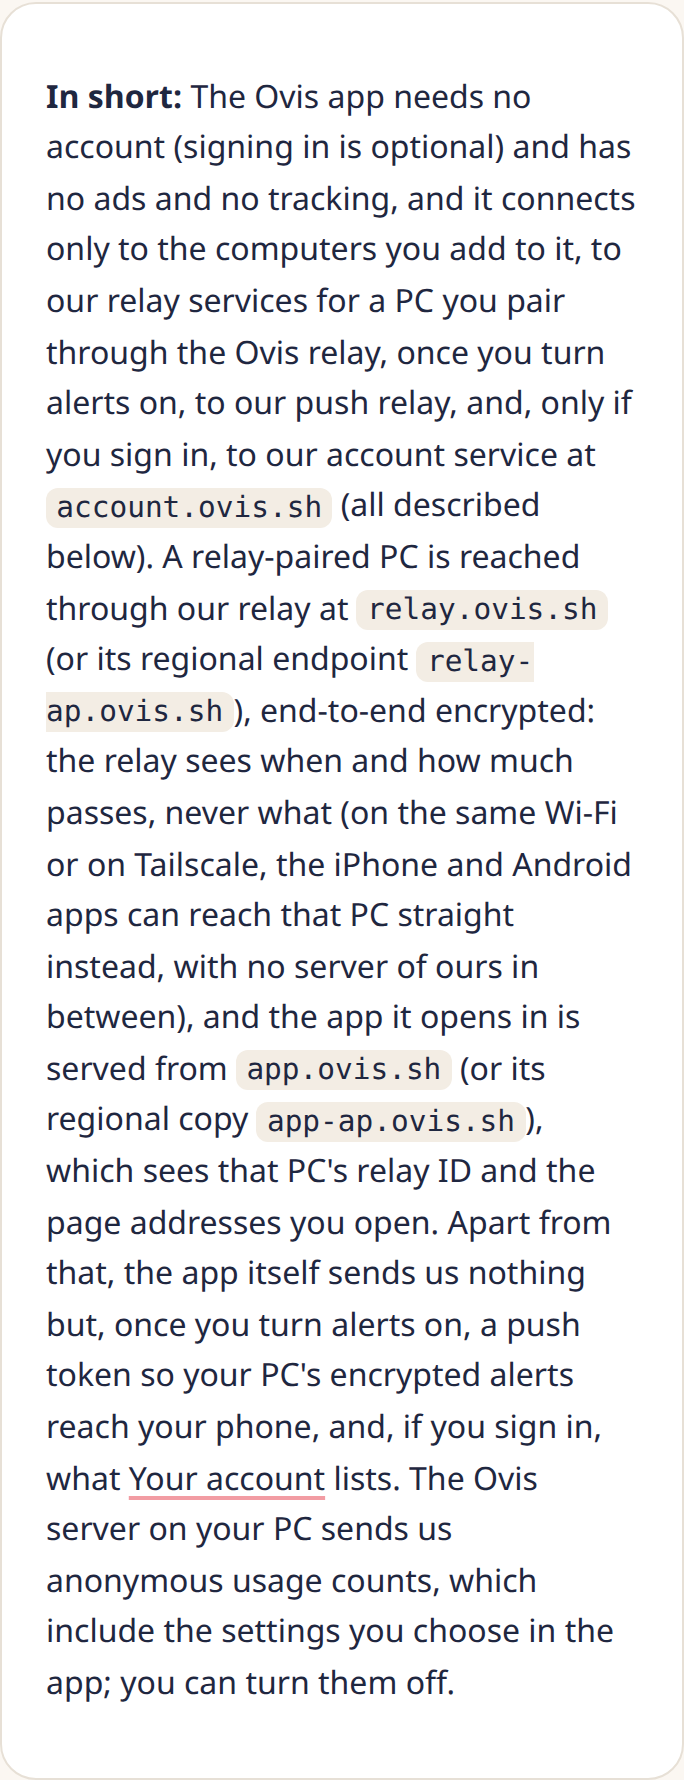 In short: The Ovis app needs no
account (signing in is optional) and has
no ads and no tracking, and it connects
only to the computers you add to it, to
our relay services for a PC you pair
through the Ovis relay, once you turn
alerts on, to our push relay, and, only if
you sign in, to our account service at
account.ovis.sh (all described
below). A relay-paired PC is reached
through our relay at relay.ovis.sh
(or its regional endpoint relay-
ap.ovis.sh), end-to-end encrypted:
the relay sees when and how much
passes, never what (on the same Wi-Fi
or on Tailscale, the iPhone and Android
apps can reach that PC straight
instead, with no server of ours in
between), and the app it opens in is
served from app.ovis.sh (or its
regional copy app-ap.ovis.sh),
which sees that PC's relay ID and the
page addresses you open. Apart from
that, the app itself sends us nothing
but, once you turn alerts on, a push
token so your PC's encrypted alerts
reach your phone, and, if you sign in,
what Your account lists. The Ovis
server on your PC sends us
anonymous usage counts, which
include the settings you choose in the
app; you can turn them off.